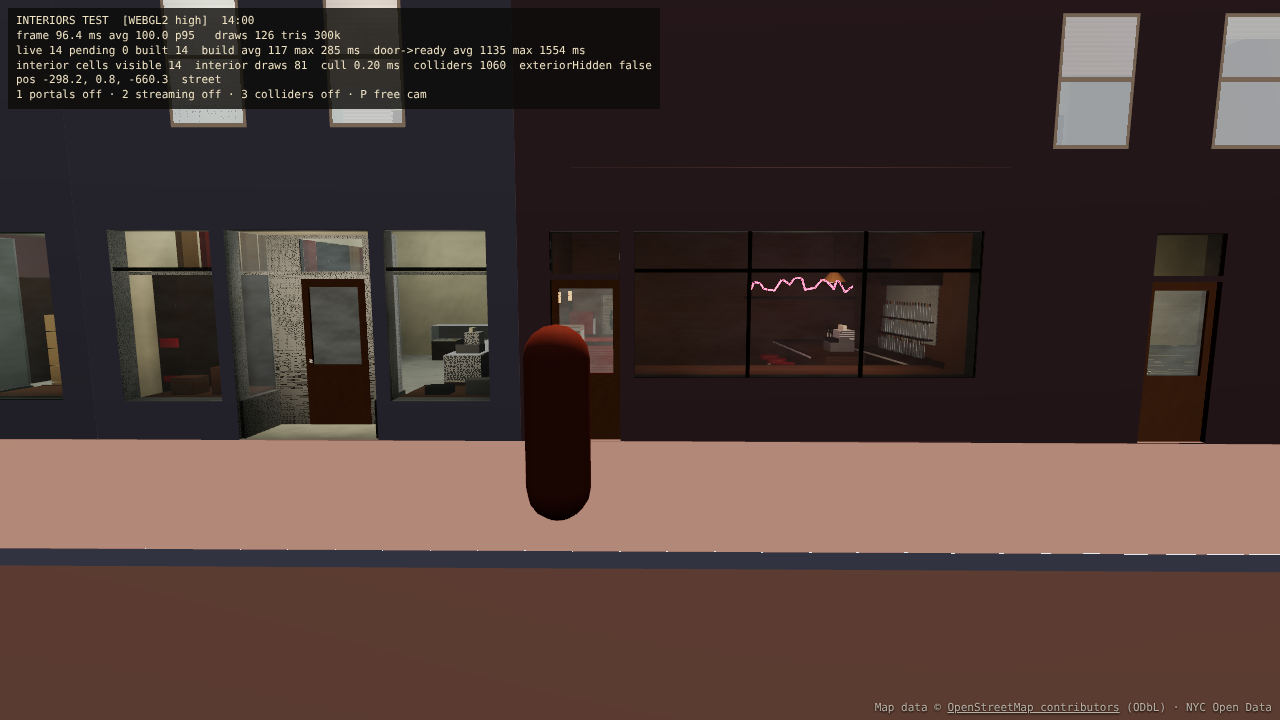 INTERIORS TEST  [WEBGL2 high]  14:00
frame 96.4 ms avg 100.0 p95   draws 126 tris 300k
live 14 pending 0 built 14  build avg 117 max 285 ms  door->ready avg 1135 max 1554 ms
interior cells visible 14  interior draws 81  cull 0.20 ms  colliders 1060  exteriorHidden false
pos -298.2, 0.8, -660.3  street
1 portals off · 2 streaming off · 3 colliders off · P free cam
Map data © OpenStreetMap contributors (ODbL) · NYC Open Data